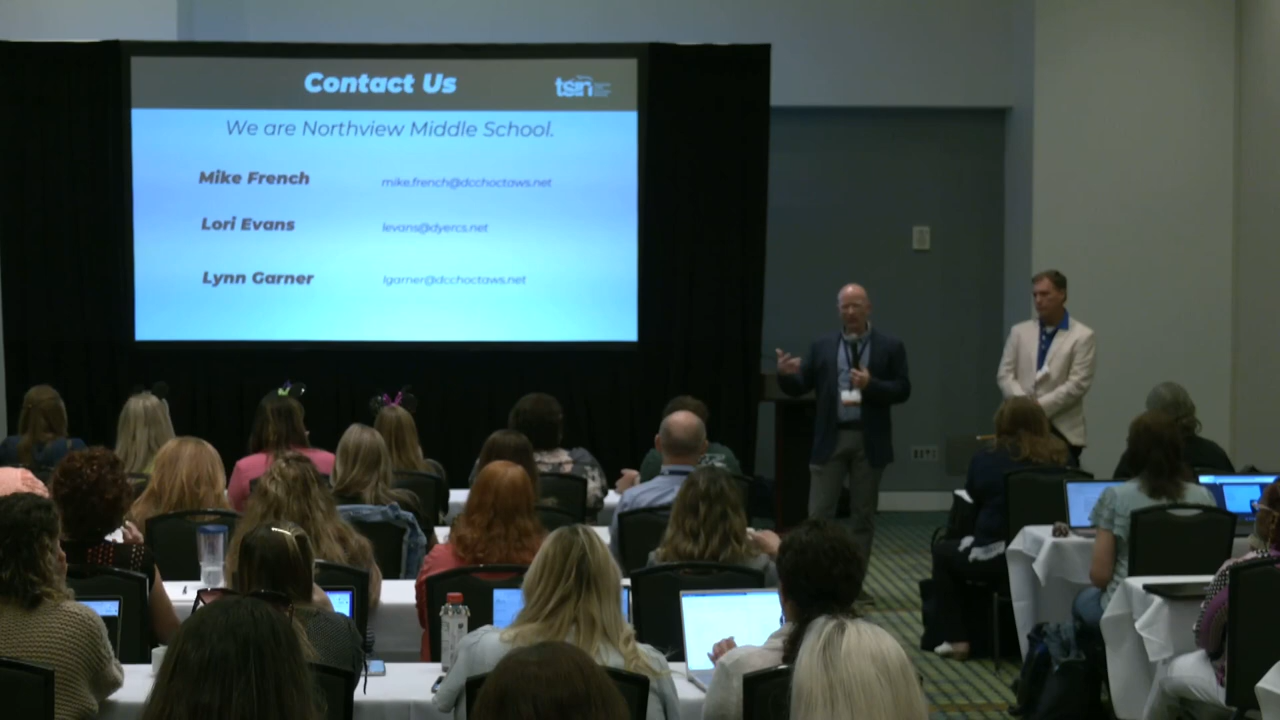 Contact Us
tsin
We are Northview Middle School.
Mike French mike.french@dcchoctaws.net
Lori Evans levans@dyercs.net
Lynn Garner lgarner@dcchoctaws.net